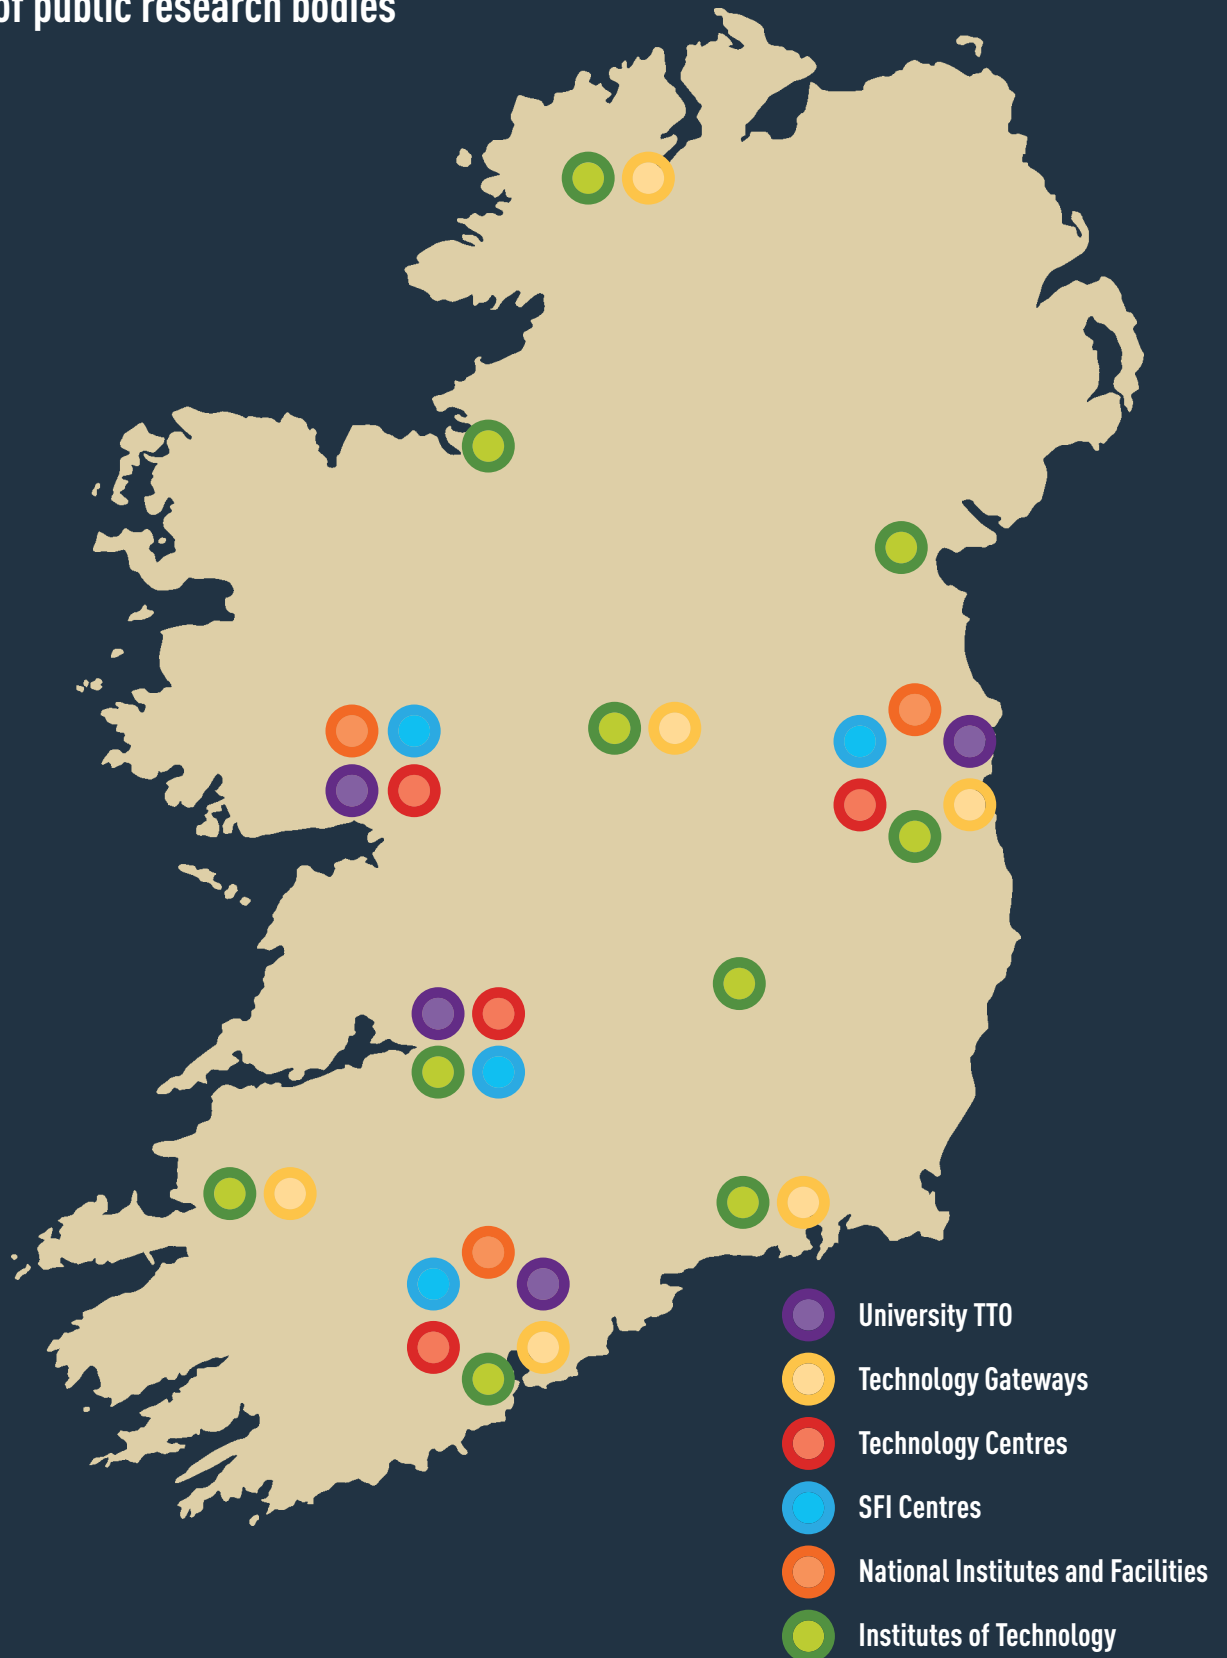 of public research bodies
University TTO
Technology Gateways
Technology Centres
SFI Centres
National Institutes and Facilities
Institutes of Technology